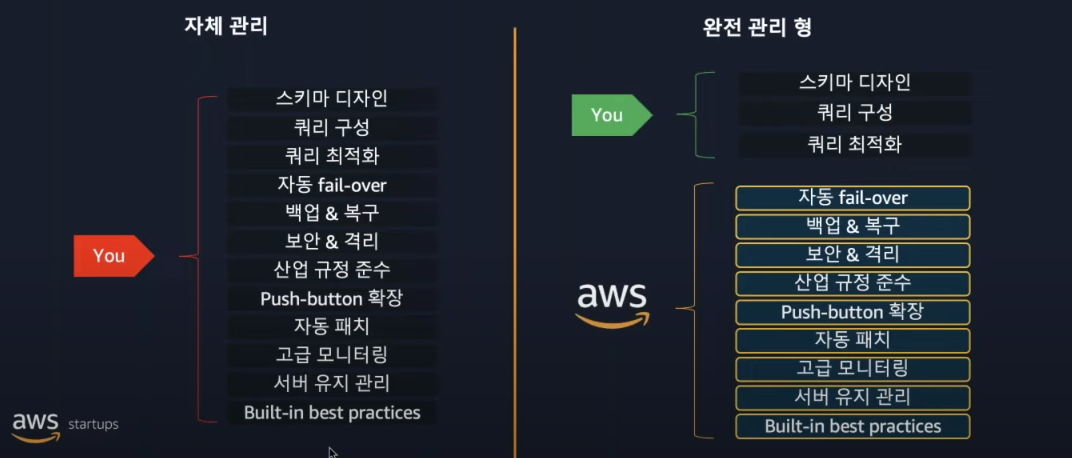 자체 관리
You
스키마 디자인
쿼리 구성
쿼리 최적화
자동 fail-over
백업 & 복구
보안 & 격리
산업 규정 준수
Push-button 확장
자동 패치
고급 모니터링
서버 유지 관리
Built-in best practices
완전 관리 형
You
스키마 디자인
쿼리 구성
쿼리 최적화
aws
자동 fail-over
백업 & 복구
보안 & 격리
산업 규정 준수
Push-button 확장
자동 패치
고급 모니터링
서버 유지 관리
Built-in best practices
aws startups